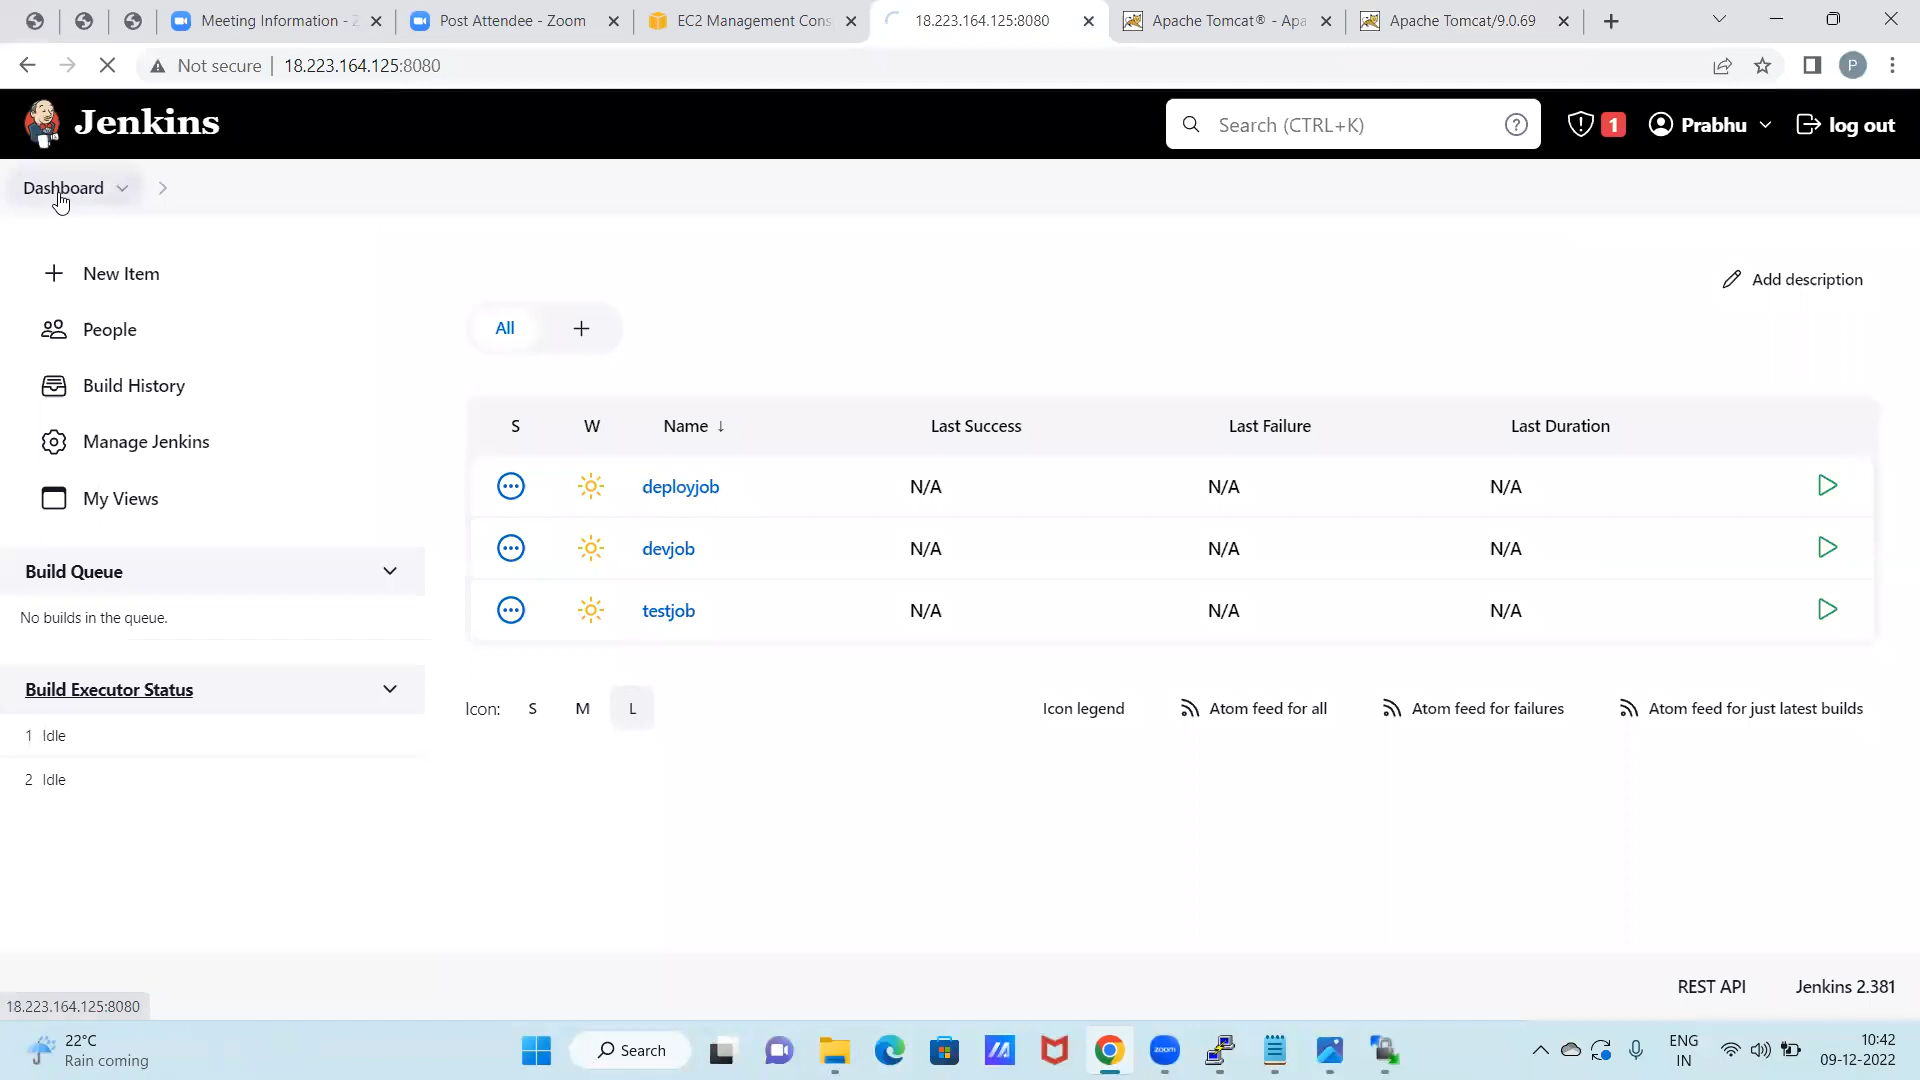 Meeting Information - Z
Post Attendee - Zoom
EC2 Management Cons
18.223.164.125:8080
Apache Tomcat® - Apa
Apache Tomcat/9.0.69
Not secure
18.223.164.125:8080
P
Jenkins
Search (CTRL+K)
1
Prabhu
log out
Dashboard
New Item
People
Build History
Manage Jenkins
My Views
Build Queue
No builds in the queue.
Build Executor Status
1 Idle
2 Idle
Add description
All
S W Name ↓ Last Success Last Failure Last Duration
deployjob N/A N/A N/A
devjob N/A N/A N/A
testjob N/A N/A N/A
Icon: S M L
Icon legend
Atom feed for all
Atom feed for failures
Atom feed for just latest builds
REST API
Jenkins 2.381
18.223.164.125:8080
22°C
Rain coming
Search
zoom
ENG
IN
10:42
09-12-2022